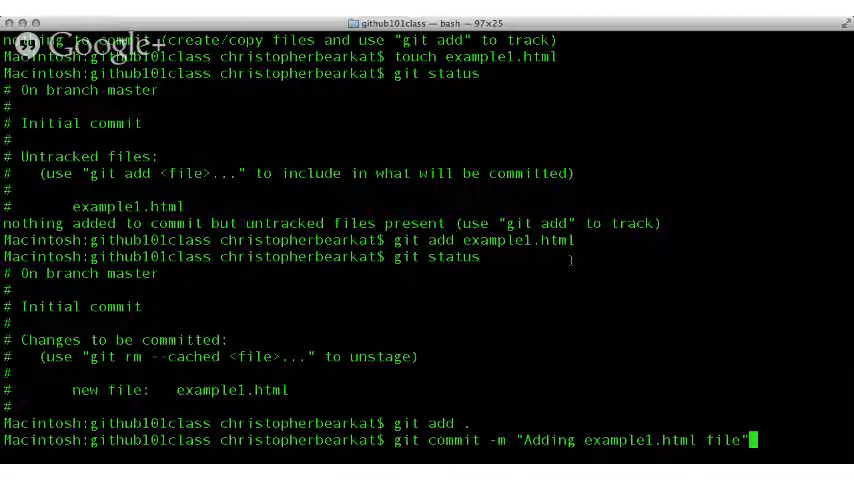 github101class — bash — 97×25
nothing to commit (create/copy files and use "git add" to track)
Google+
Macintosh:github101class christopherbearkat$ touch example1.html
Macintosh:github101class christopherbearkat$ git status
# On branch master
#
# Initial commit
#
# Untracked files:
#   (use "git add <file>..." to include in what will be committed)
#
#       example1.html
nothing added to commit but untracked files present (use "git add" to track)
Macintosh:github101class christopherbearkat$ git add example1.html
Macintosh:github101class christopherbearkat$ git status
# On branch master
#
# Initial commit
#
# Changes to be committed:
#   (use "git rm --cached <file>..." to unstage)
#
#       new file:   example1.html
#
Macintosh:github101class christopherbearkat$ git add .
Macintosh:github101class christopherbearkat$ git commit -m "Adding example1.html file"